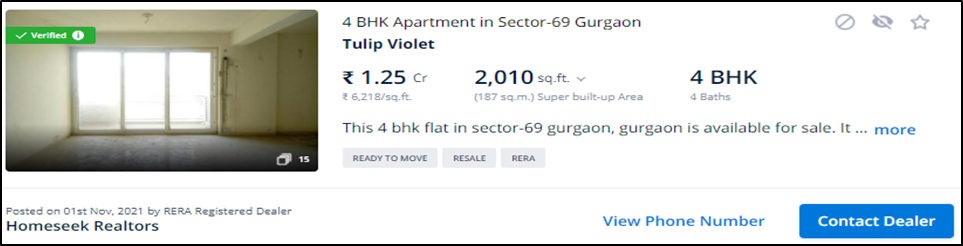 Verified
15
4 BHK Apartment in Sector-69 Gurgaon
Tulip Violet
₹ 1.25 Cr
₹ 6,218/sq.ft.
2,010 sq.ft.
(187 sq.m.) Super built-up Area
4 BHK
4 Baths
This 4 bhk flat in sector-69 gurgaon, gurgaon is available for sale. It ... more
READY TO MOVE RESALE RERA
Posted on 01st Nov, 2021 by RERA Registered Dealer
Homeseek Realtors
View Phone Number
Contact Dealer